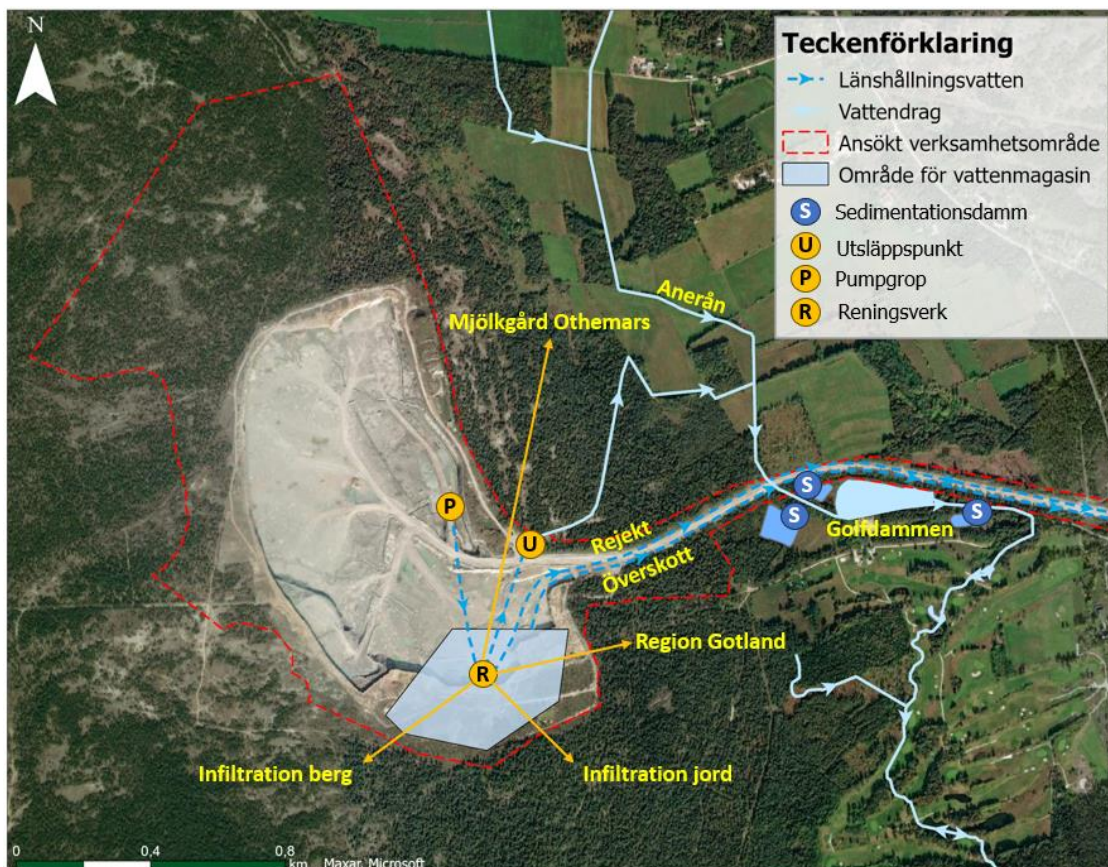 N
Teckenförklaring
Länshållningsvatten
Vattendrag
Ansökt verksamhetsområde
Område för vattenmagasin
S Sedimentationsdamm
U Utsläppspunkt
P Pumpgrop
R Reningsverk
Anerån
Mjölkgård Othemars
P
U
Rejekt
Överskott
S
S
S
Golfdammen
Region Gotland
R
Infiltration berg
Infiltration jord
0 0,4 0,8
km Maxar, Microsoft